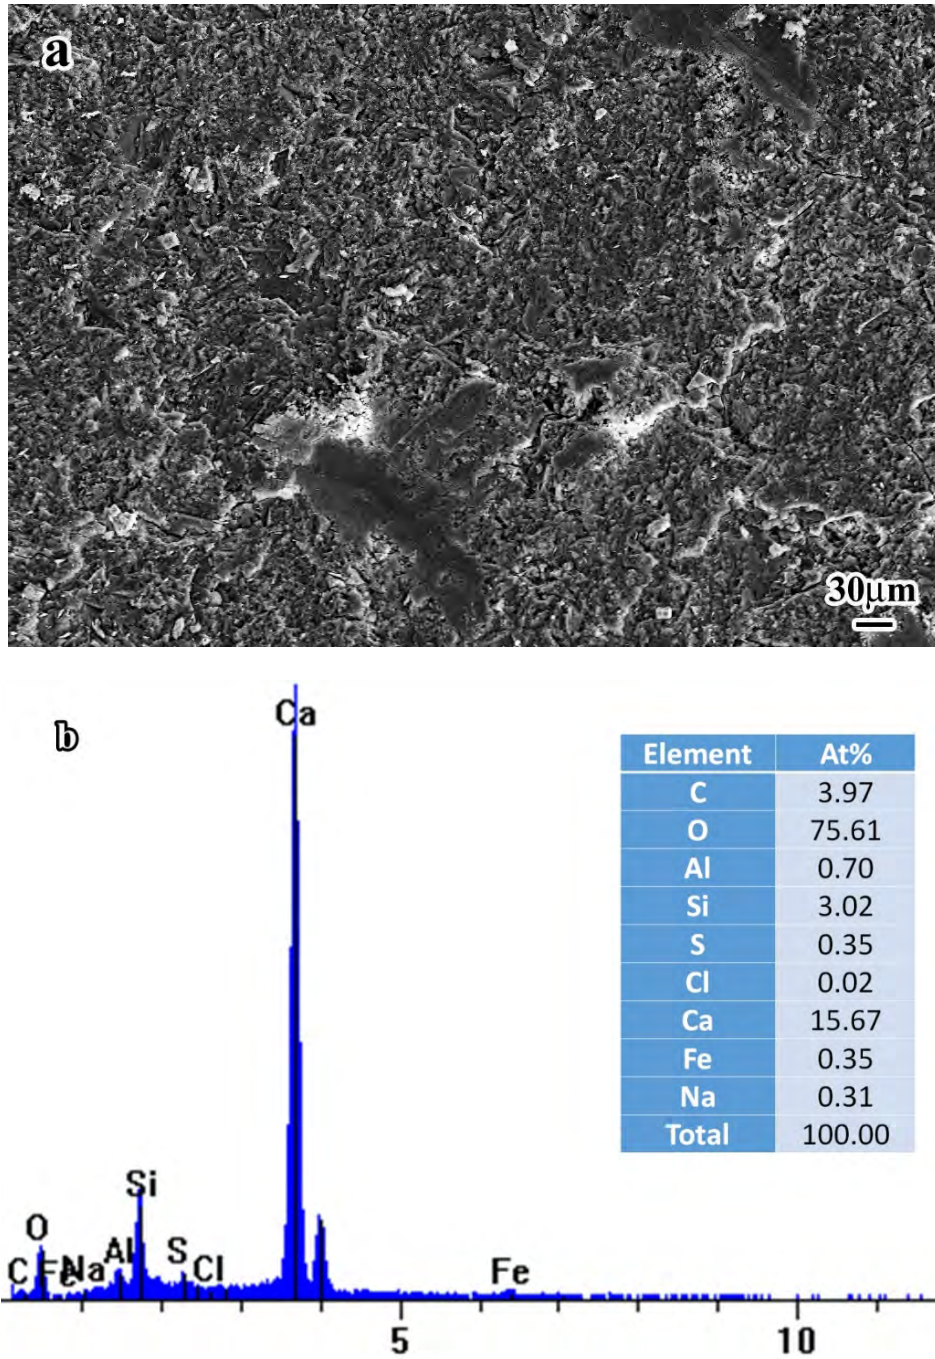 a
30μm
b
Ca
Element At%
C 3.97
O 75.61
Al 0.70
Si 3.02
S 0.35
Cl 0.02
Ca 15.67
Fe 0.35
Na 0.31
Total 100.00
Si
O
C Fe Na Al S Cl Fe
5 10